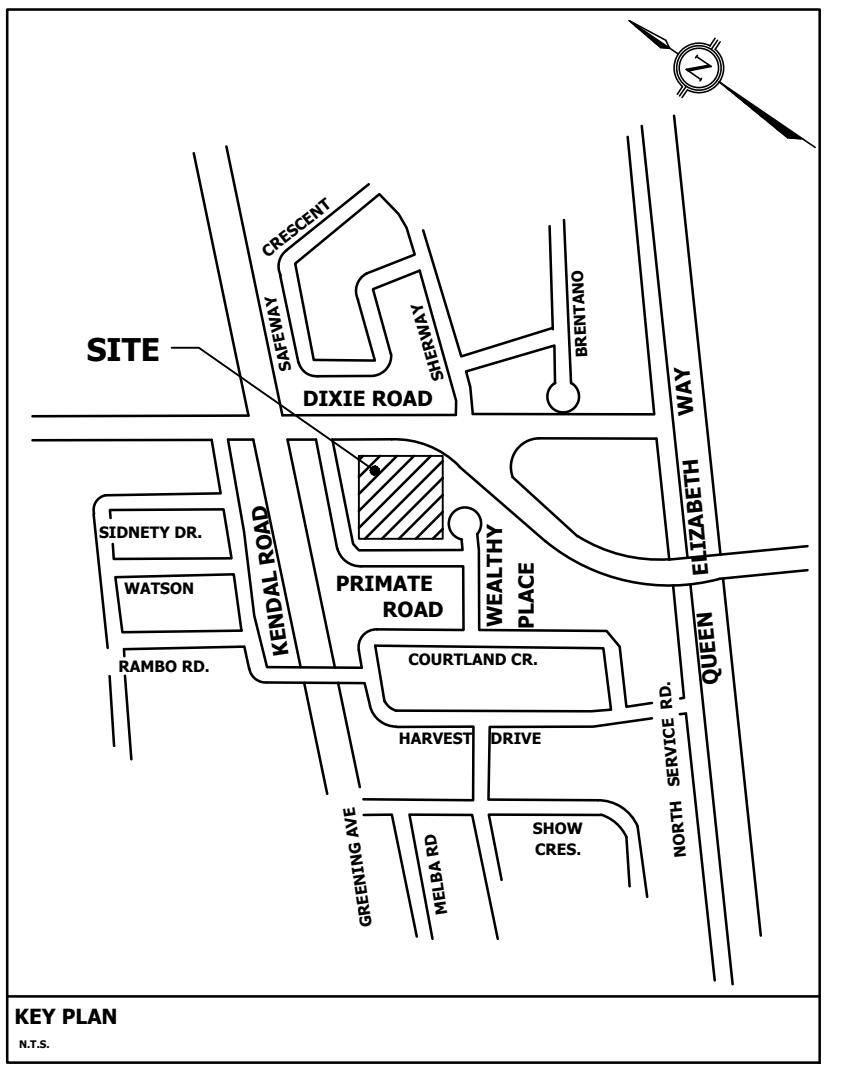 N
CRESCENT
SAFEWAY
SHERWAY
BRENTANO
SITE
DIXIE ROAD
QUEEN ELIZABETH WAY
SIDNETY DR.
KENDAL ROAD
WATSON
PRIMATE
ROAD
WEALTHY
PLACE
RAMBO RD.
COURTLAND CR.
HARVEST DRIVE
NORTH SERVICE RD.
GREENING AVE
MELBA RD
SHOW
CRES.
KEY PLAN
N.T.S.